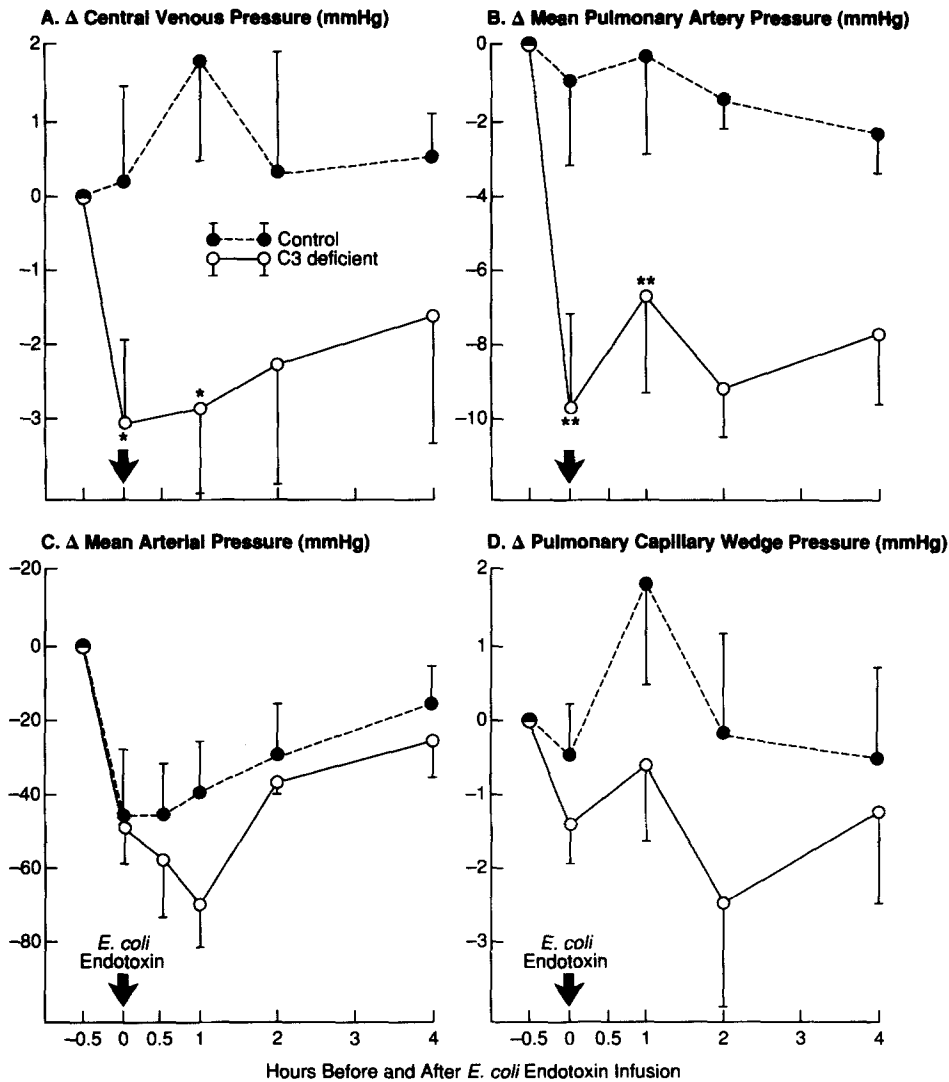 A. Δ Central Venous Pressure (mmHg)
2
1
0
–1
–2
–3
Control
C3 deficient
*
*
B. Δ Mean Pulmonary Artery Pressure (mmHg)
0
–2
–4
–6
–8
–10
**
**
C. Δ Mean Arterial Pressure (mmHg)
–20
0
–20
–40
–60
–80
E. coli
Endotoxin
–0.5 0 0.5 1 2 3 4
D. Δ Pulmonary Capillary Wedge Pressure (mmHg)
2
1
0
–1
–2
–3
E. coli
Endotoxin
–0.5 0 0.5 1 2 3 4
Hours Before and After E. coli Endotoxin Infusion